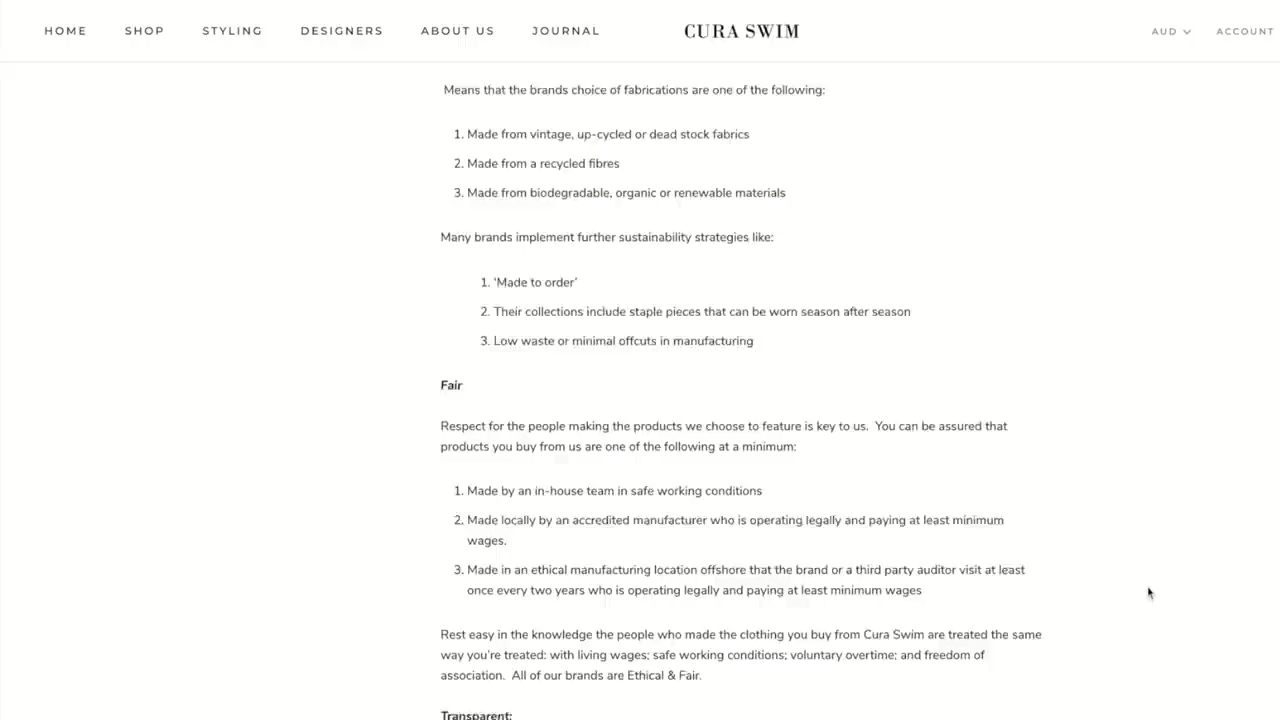 HOME SHOP STYLING DESIGNERS ABOUT US JOURNAL CURA SWIM AUD ACCOUNT
Means that the brands choice of fabrications are one of the following:
1. Made from vintage, up-cycled or dead stock fabrics
2. Made from a recycled fibres
3. Made from biodegradable, organic or renewable materials
Many brands implement further sustainability strategies like:
1. ‘Made to order’
2. Their collections include staple pieces that can be worn season after season
3. Low waste or minimal offcuts in manufacturing
Fair
Respect for the people making the products we choose to feature is key to us.  You can be assured that
products you buy from us are one of the following at a minimum:
1. Made by an in-house team in safe working conditions
2. Made locally by an accredited manufacturer who is operating legally and paying at least minimum
wages.
3. Made in an ethical manufacturing location offshore that the brand or a third party auditor visit at least
once every two years who is operating legally and paying at least minimum wages
Rest easy in the knowledge the people who made the clothing you buy from Cura Swim are treated the same
way you’re treated: with living wages; safe working conditions; voluntary overtime; and freedom of
association.  All of our brands are Ethical & Fair.
Transparent: